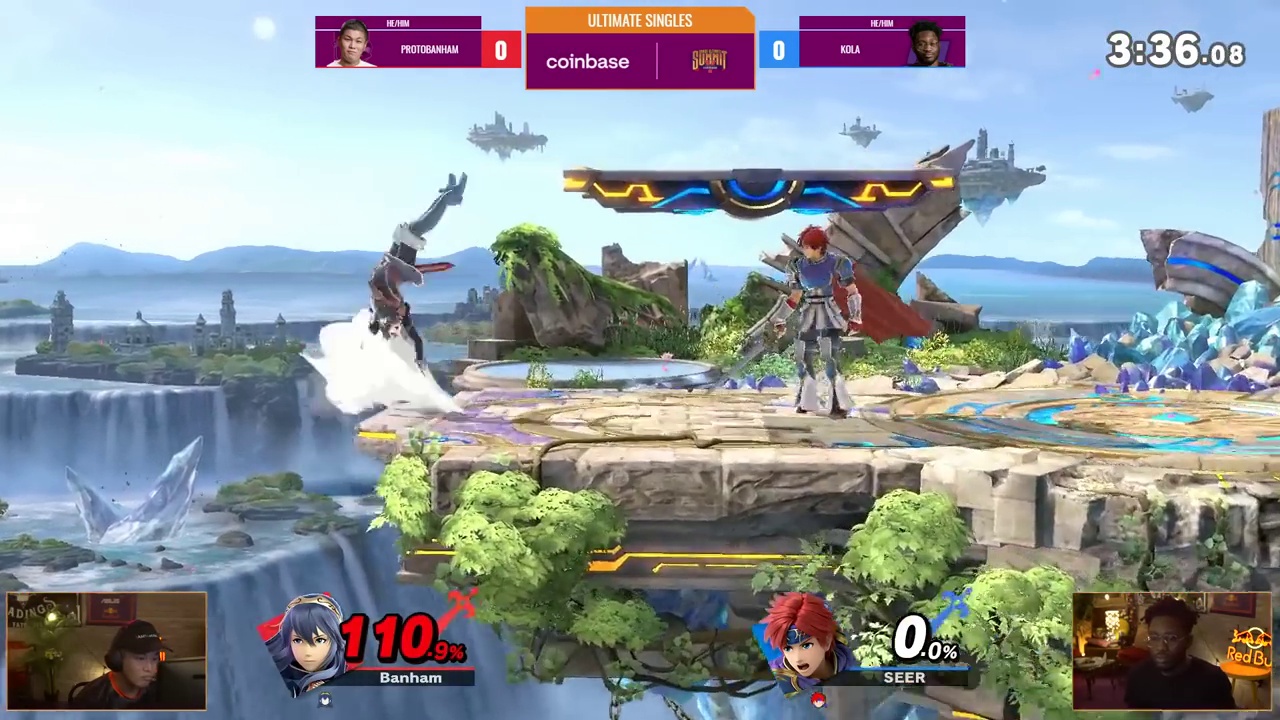 HE/HIM
PROTOBANHAM
0
ULTIMATE SINGLES
coinbase
SUMMIT
0
HE/HIM
KOLA
3:36.08
110.9%
Banham
0.0%
SEER
Red Bu